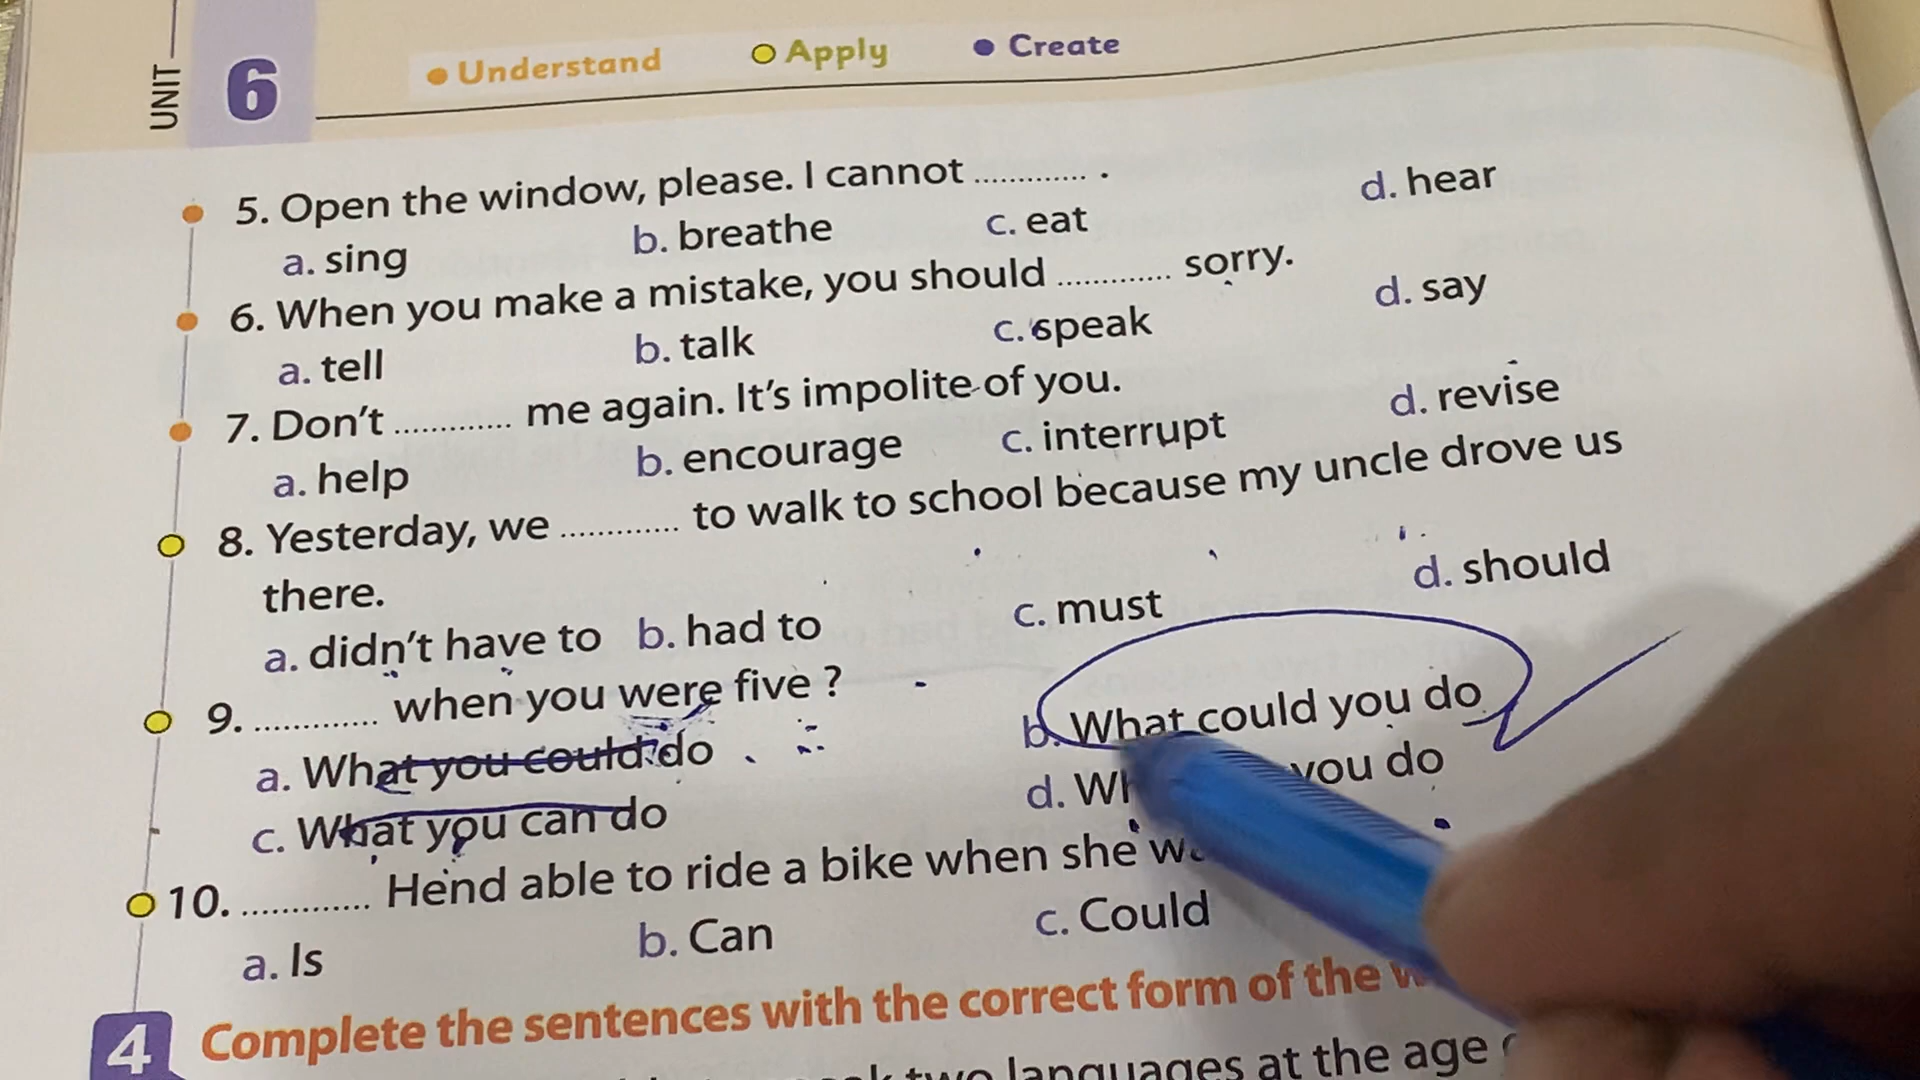 UNIT 6
Understand Apply Create
5. Open the window, please. I cannot ............. .
a. sing b. breathe c. eat d. hear
6. When you make a mistake, you should ............. sorry.
a. tell b. talk c. speak d. say
7. Don't ............. me again. It's impolite of you.
a. help b. encourage c. interrupt d. revise
8. Yesterday, we ............. to walk to school because my uncle drove us
there.
a. didn't have to b. had to c. must d. should
9. ............. when you were five ?
a. What you could do b. What could you do
c. What you can do d. you do
10. ............. Hend able to ride a bike when she
a. Is b. Can c. Could
4 Complete the sentences with the correct form of the
two languages at the age